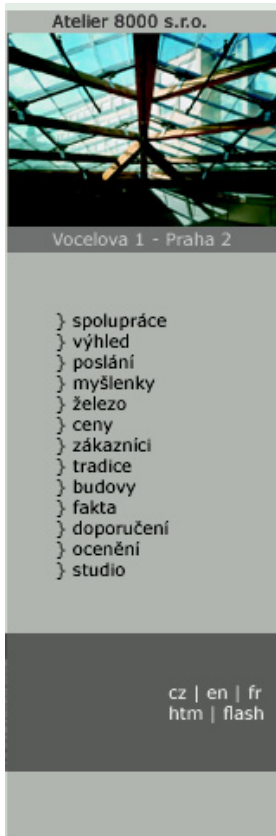 Atelier 8000 s.r.o.
Vocelova 1 - Praha 2
} spolupráce
} výhled
} poslání
} myšlenky
} železo
} ceny
} zákazníci
} tradice
} budovy
} fakta
} doporučení
} ocenění
} studio
cz | en | fr
htm | flash